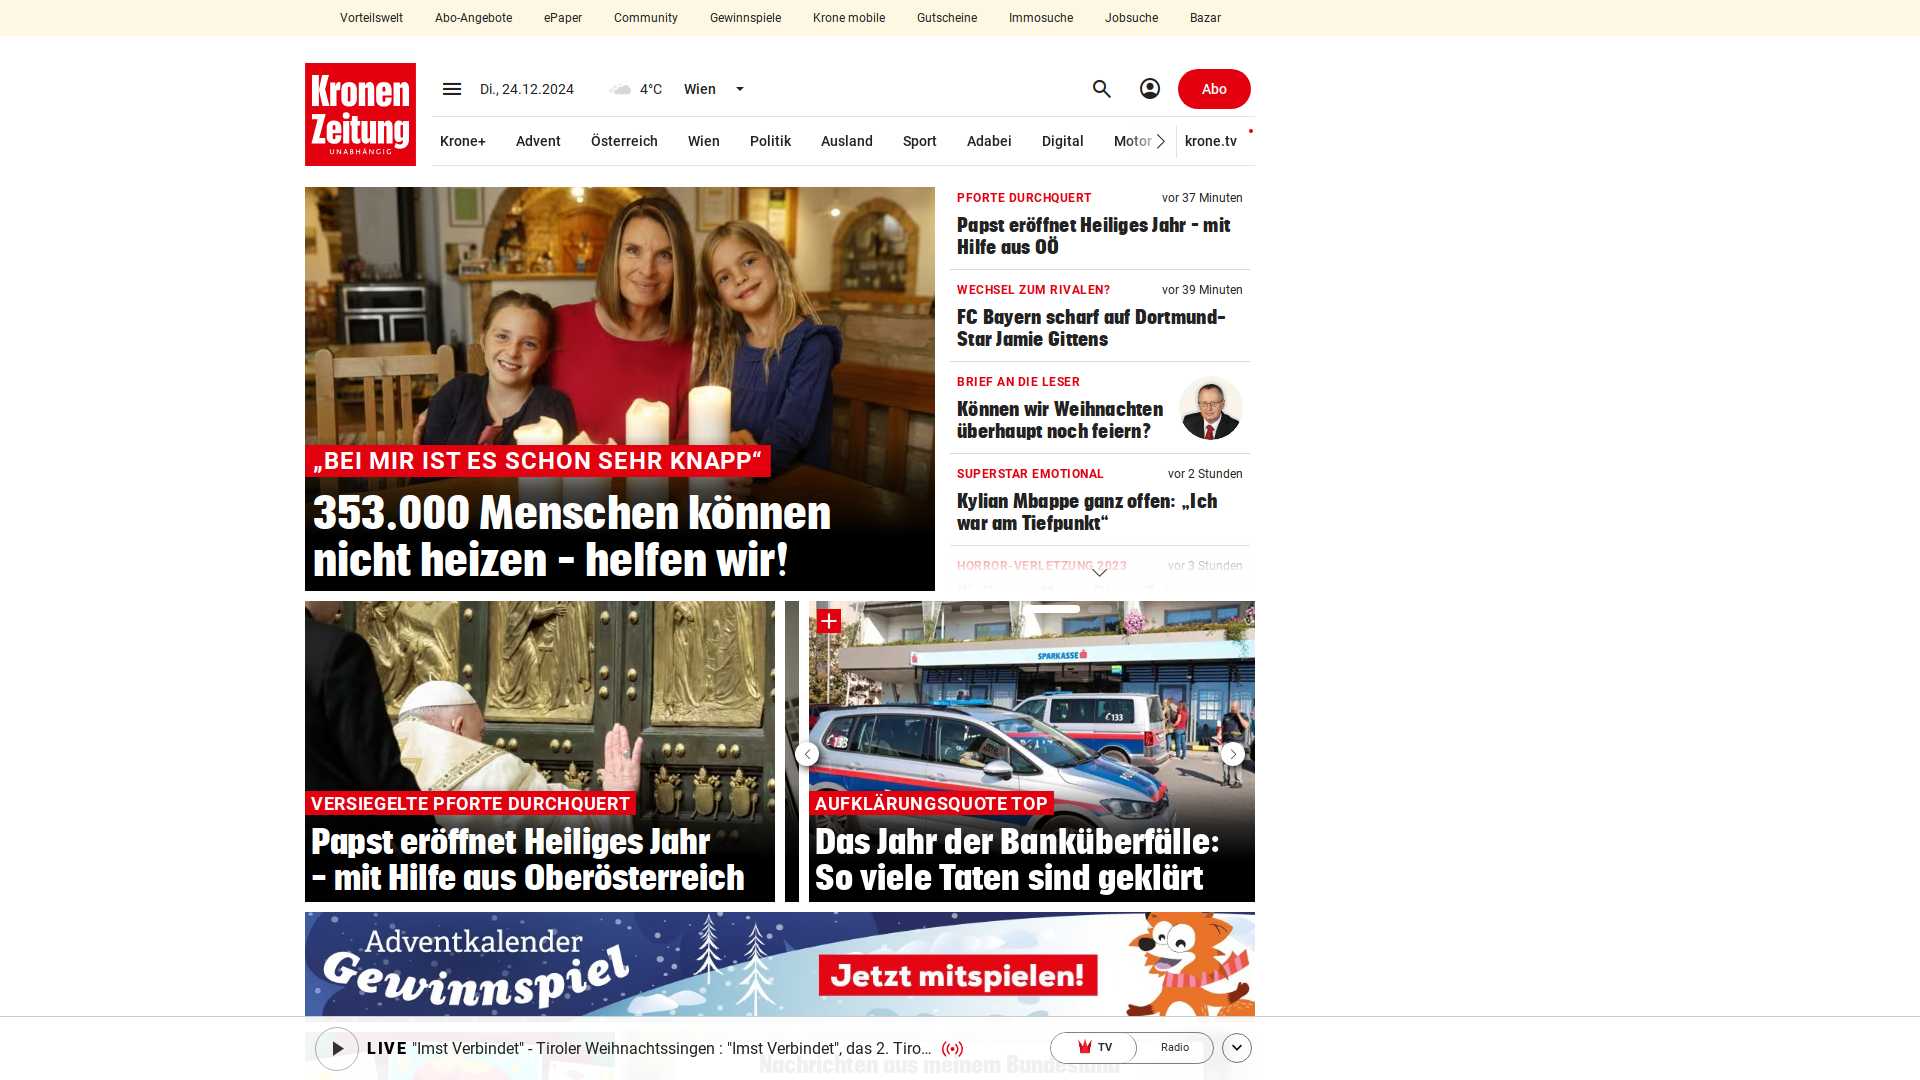 Vorteilswelt Abo-Angebote ePaper Community Gewinnspiele Krone mobile Gutscheine Immosuche Jobsuche Bazar
Kronen
Zeitung
UNABHÄNGIG
Di., 24.12.2024 4°C Wien Abo
Krone+ Advent Österreich Wien Politik Ausland Sport Adabei Digital Motor krone.tv
„BEI MIR IST ES SCHON SEHR KNAPP“
353.000 Menschen können
nicht heizen – helfen wir!
PFORTE DURCHQUERT vor 37 Minuten
Papst eröffnet Heiliges Jahr – mit
Hilfe aus OÖ
WECHSEL ZUM RIVALEN? vor 39 Minuten
FC Bayern scharf auf Dortmund-
Star Jamie Gittens
BRIEF AN DIE LESER
Können wir Weihnachten
überhaupt noch feiern?
SUPERSTAR EMOTIONAL vor 2 Stunden
Kylian Mbappe ganz offen: „Ich
war am Tiefpunkt“
HORROR-VERLETZUNG 2023 vor 3 Stunden
VERSIEGELTE PFORTE DURCHQUERT
Papst eröffnet Heiliges Jahr
– mit Hilfe aus Oberösterreich
SPARKASSE
133
133
AUFKLÄRUNGSQUOTE TOP
Das Jahr der Banküberfälle:
So viele Taten sind geklärt
Adventkalender
Gewinnspiel
Jetzt mitspielen!
LIVE "Imst Verbindet" - Tiroler Weihnachtssingen : "Imst Verbindet", das 2. Tiro... TV Radio
Nachrichten aus meinem Bundesland